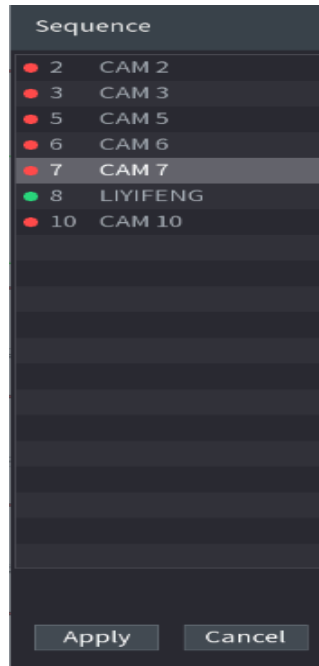 Sequence
2 CAM 2
3 CAM 3
5 CAM 5
6 CAM 6
7 CAM 7
8 LIYIFENG
10 CAM 10
Apply Cancel